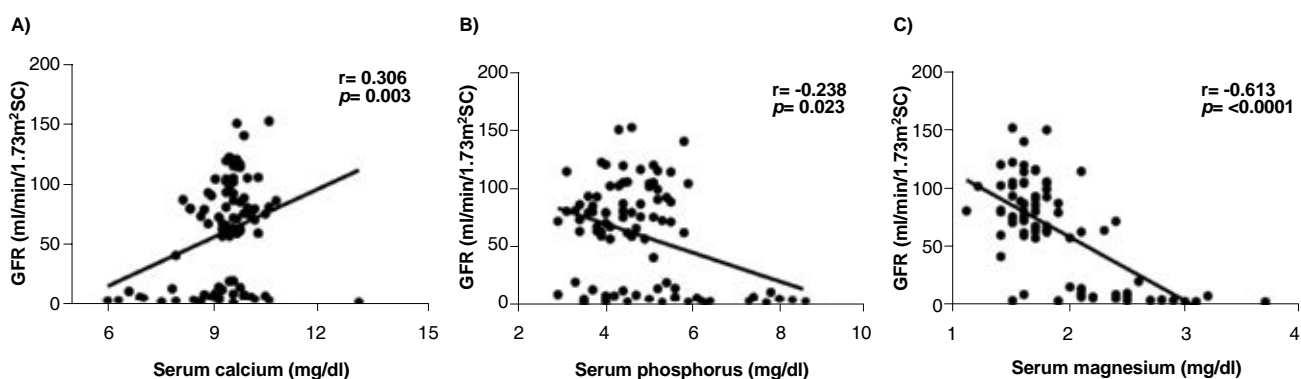 A)
GFR (ml/min/1.73m²SC)
200
150
100
50
0
r= 0.306
p= 0.003
6
9
12
15
Serum calcium (mg/dl)
B)
GFR (ml/min/1.73m²SC)
200
150
100
50
0
r= -0.238
p= 0.023
2
4
6
8
10
Serum phosphorus (mg/dl)
C)
GFR (ml/min/1.73m²SC)
200
150
100
50
0
r= -0.613
p= <0.0001
1
2
3
4
Serum magnesium (mg/dl)